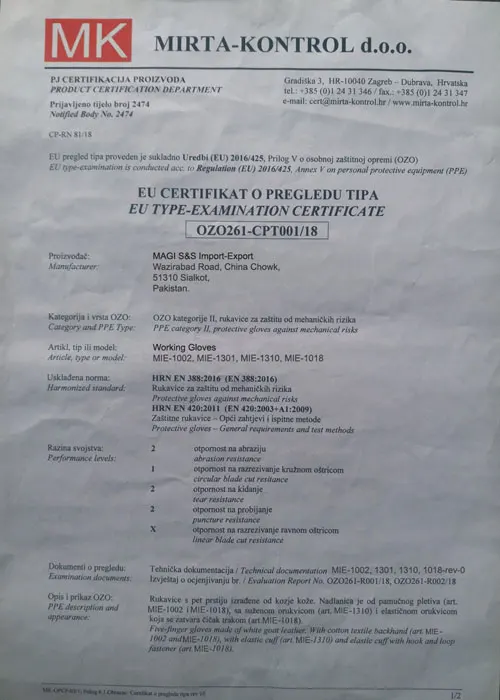 MK MIRTA-KONTROL d.o.o.
PJ CERTIFIKACIJA PROIZVODA
PRODUCT CERTIFICATION DEPARTMENT
Prijavljeno tijelo broj 2474
Notified Body No. 2474
Gradiška 3, HR-10040 Zagreb – Dubrava, Hrvatska
tel.: +385 (0)1 24 31 346 / fax.: +385 (0)1 24 31 347
e-mail: cert@mirta-kontrol.hr / www.mirta-kontrol.hr
CP-RN 81/18
EU pregled tipa proveden je sukladno Uredbi (EU) 2016/425, Prilog V o osobnoj zaštitnoj opremi (OZO)
EU type-examination is conducted acc. to Regulation (EU) 2016/425, Annex V on personal protective equipment (PPE)
EU CERTIFIKAT O PREGLEDU TIPA
EU TYPE-EXAMINATION CERTIFICATE
OZO261-CPT001/18
Proizvođač: MAGI S&S Import-Export
Manufacturer: Wazirabad Road, China Chowk,
51310 Sialkot,
Pakistan.
Kategorija i vrsta OZO: OZO kategorije II, rukavice za zaštitu od mehaničkih rizika
Category and PPE Type: PPE category II, protective gloves against mechanical risks
Artikl, tip ili model: Working Gloves
Article, type or model: MIE-1002, MIE-1301, MIE-1310, MIE-1018
Usklađena norma: HRN EN 388:2016 (EN 388:2016)
Harmonized standard: Rukavice za zaštitu od mehaničkih rizika
Protective gloves against mechanical risks
HRN EN 420:2011 (EN 420:2003+A1:2009)
Zaštitne rukavice – Opći zahtjevi i ispitne metode
Protective gloves – General requirements and test methods
Razina svojstva: 2 otpornost na abraziju
Performance levels: abrasion resistance
1 otpornost na razrezivanje kružnom oštricom
circular blade cut resitance
2 otpornost na kidanje
tear resistance
2 otpornost na probijanje
puncture resistance
X otpornost na razrezivanje ravnom oštricom
linear blade cut resistance
Dokumenti o pregledu: Tehnička dokumentacija / Technical documentation MIE-1002, 1301, 1310, 1018-rev-0
Examination documents: Izvještaj o ocjenjivanju br. / Evaluation Report No. OZO261-R001/18, OZO261-R002/18
Opis i prikaz OZO: Rukavice s pet prstiju izrađene od kozje kože. Nadlanica je od pamučnog pletiva (art.
PPE description and MIE-1002 i MIE-1018), sa suženom orukvicom (art. MIE-1310) i elastičnom orukvicom
appearance: koja se zatvara čičak trakom (art.MIE-1018).
Five-finger gloves made of white goat leather. With cotton textile backhand (art.MIE-
1002 andMIE-1018), with elastic cuff (art.MIE-1310) and elastic cuff with hook and loop
fastener (art.MIE-1018).
1/2